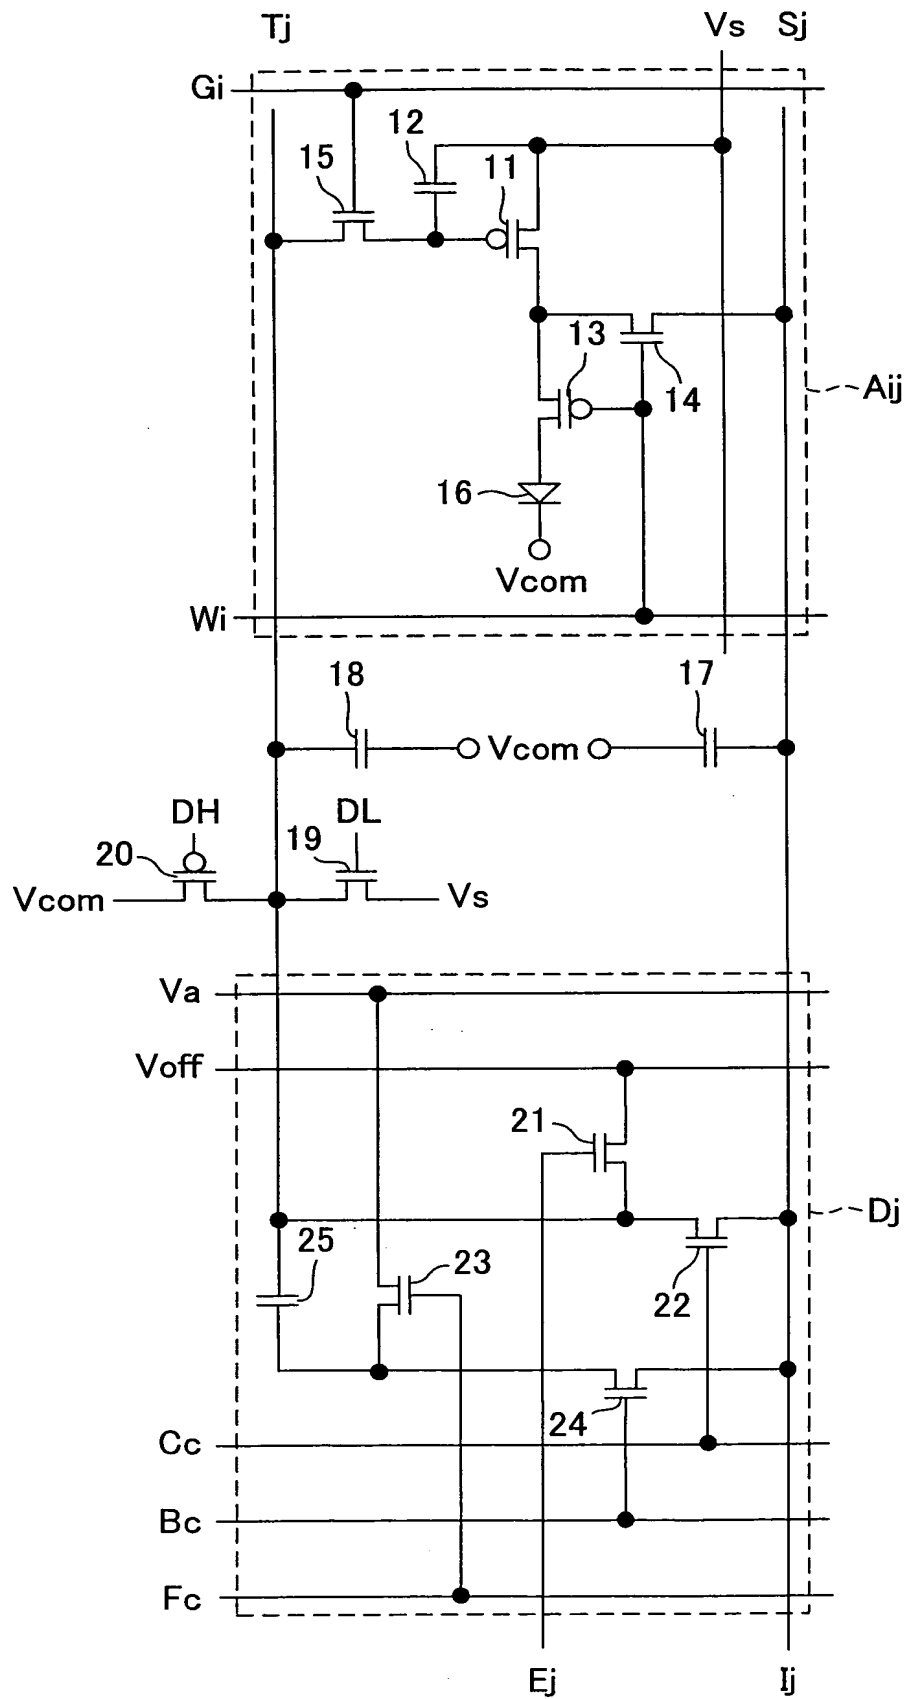 Tj Vs Sj
Gi
12
15 11
13
14 Aij
16
Vcom
Wi
18 17
Vcom
DH DL
20 19
Vcom Vs
Va
Voff
21
Dj
25 23
22
24
Cc
Bc
Fc
Ej Ij